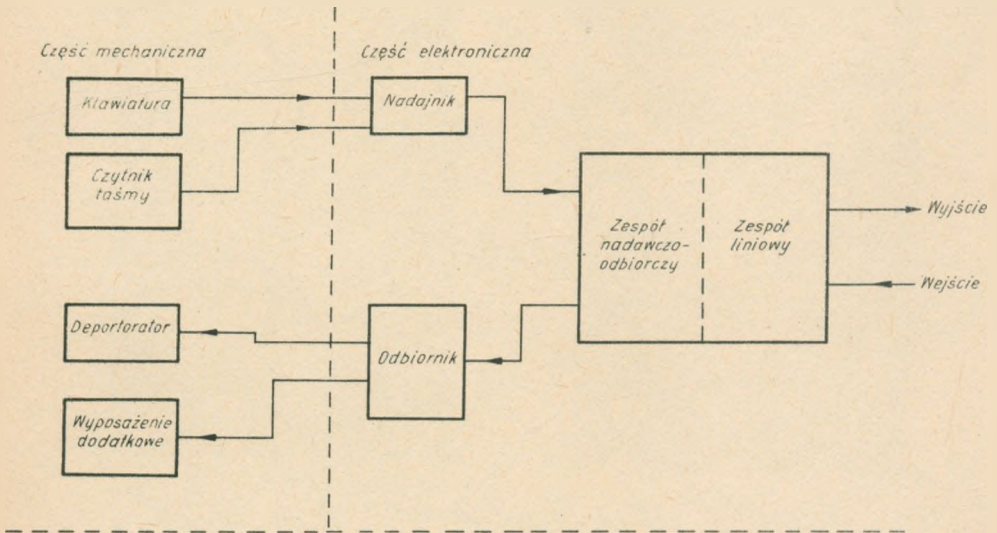 Część mechaniczna
Część elektroniczna
Klawiatura
Nadajnik
Czytnik
taśmy
Zespół
nadawczo-
odbiorczy
Zespół
liniowy
Wyjście
Wejście
Deportorator
Odbiornik
Wyposażenie
dodatkowe